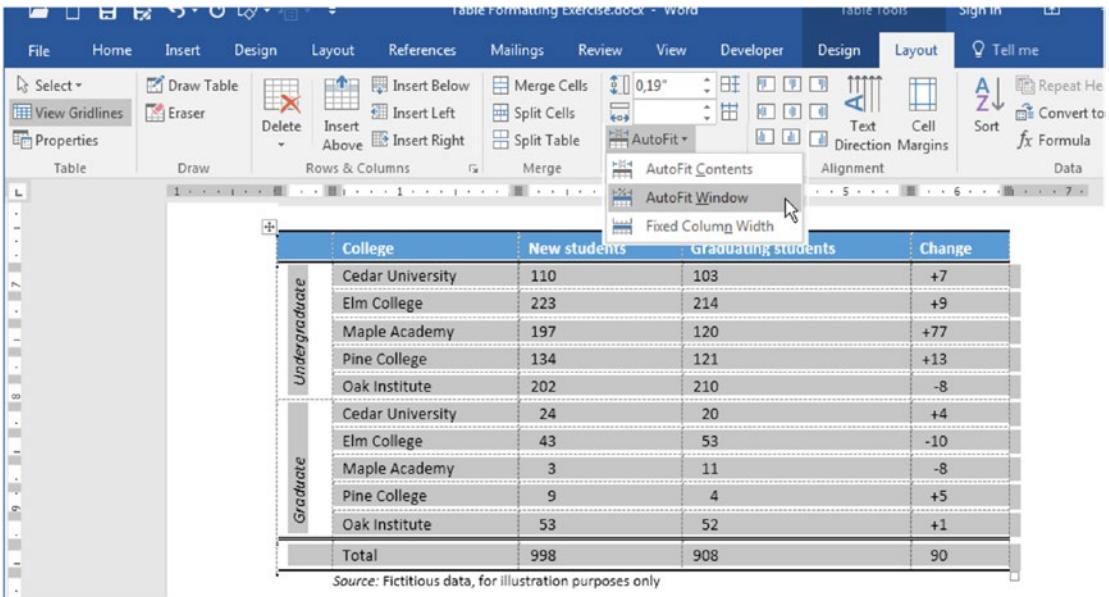 Table Formatting Exercise.docx - Word Table Tools Sign in
File Home Insert Design Layout References Mailings Review View Developer Design Layout Tell me
Select Draw Table Delete Insert Above Insert Below Merge Cells 0,19" Text Direction Cell Margins Sort Repeat He
View Gridlines Eraser Insert Left Split Cells Convert to
Properties Insert Right Split Table AutoFit fx Formula
Table Draw Rows & Columns Merge Alignment Data
AutoFit Contents
AutoFit Window
Fixed Column Width
1 1 5 6 7
College New students Graduating students Change
Undergraduate
Cedar University 110 103 +7
Elm College 223 214 +9
Maple Academy 197 120 +77
Pine College 134 121 +13
Oak Institute 202 210 -8
Graduate
Cedar University 24 20 +4
Elm College 43 53 -10
Maple Academy 3 11 -8
Pine College 9 4 +5
Oak Institute 53 52 +1
Total 998 908 90
Source: Fictitious data, for illustration purposes only